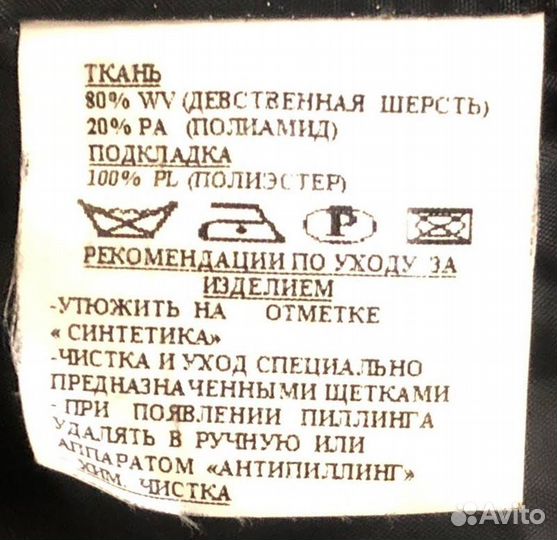 ТКАНЬ
80% WV (ДЕВСТВЕННАЯ ШЕРСТЬ)
20% PA (ПОЛИАМИД)
ПОДКЛАДКА
100% PL (ПОЛИЭСТЕР)
P
РЕКОМЕНДАЦИИ ПО УХОДУ ЗА
ИЗДЕЛИЕМ
-УТЮЖИТЬ НА ОТМЕТКЕ
«СИНТЕТИКА»
-ЧИСТКА И УХОД СПЕЦИАЛЬНО
ПРЕДНАЗНАЧЕННЫМИ ЩЕТКАМИ
- ПРИ ПОЯВЛЕНИИ ПИЛЛИНГА
УДАЛЯТЬ В РУЧНУЮ ИЛИ
АППАРАТОМ «АНТИПИЛЛИНГ»
ХИМ. ЧИСТКА
Avito